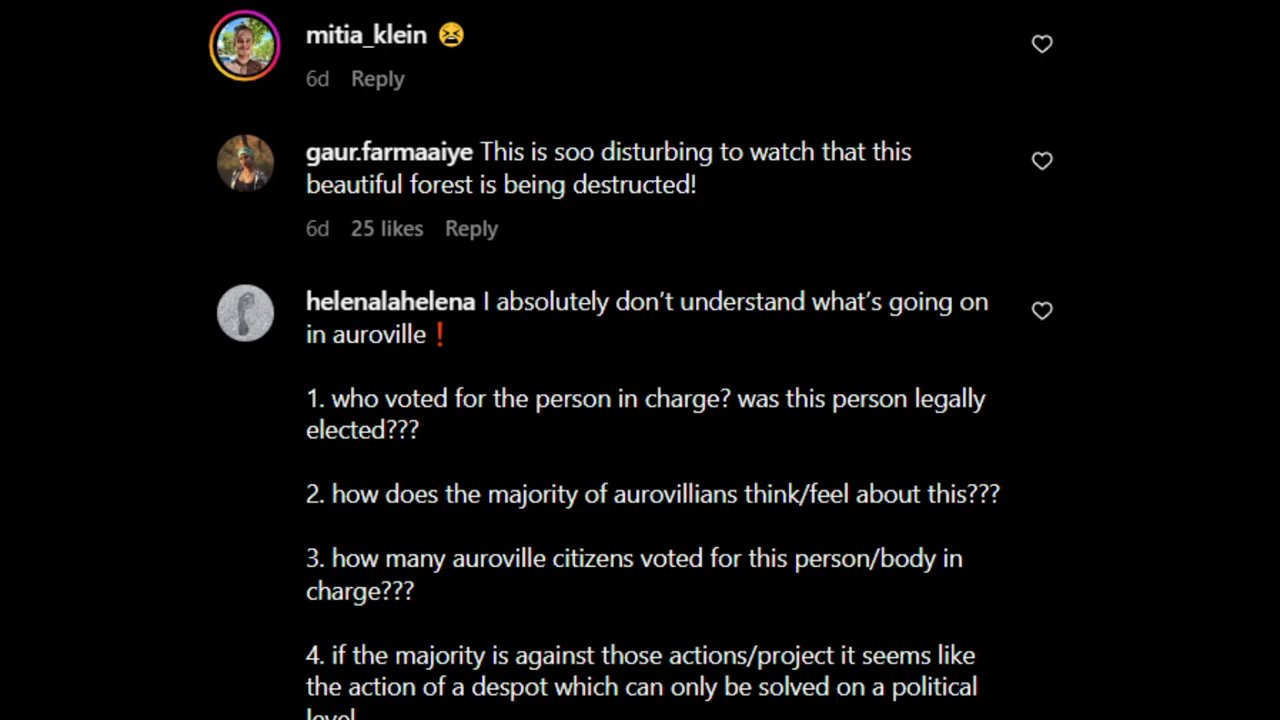 mitia_klein 😫
6d Reply
gaur.farmaaiye This is soo disturbing to watch that this
beautiful forest is being destructed!
6d 25 likes Reply
helenalahelena I absolutely don't understand what's going on
in auroville❗
1. who voted for the person in charge? was this person legally
elected???
2. how does the majority of aurovillians think/feel about this???
3. how many auroville citizens voted for this person/body in
charge???
4. if the majority is against those actions/project it seems like
the action of a despot which can only be solved on a political
level